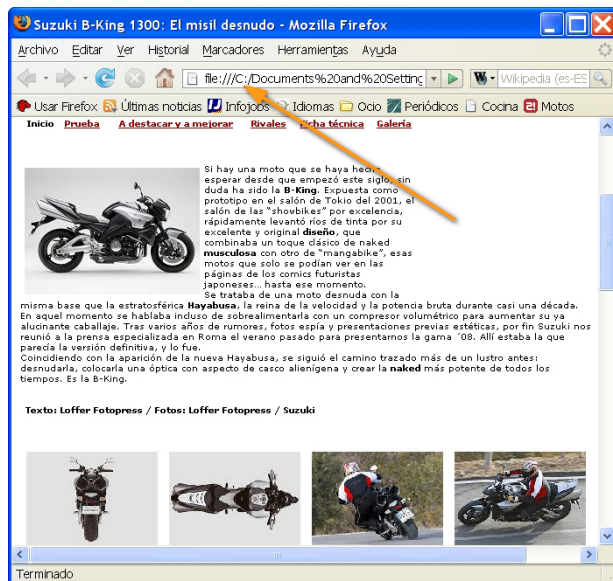 Suzuki B-King 1300: El misil desnudo - Mozilla Firefox
Archivo Editar Ver Historial Marcadores Herramientas Ayuda
file:///C:/Documents%20and%20Setting
W Wikipedia (es-ES
Usar Firefox Últimas noticias Infojobs Idiomas Ocio Periódicos Cocina Motos
Inicio Prueba A destacar y a mejorar Rivales Ficha técnica Galería
Si hay una moto que se haya hecho
esperar desde que empezó este siglo, sin
duda ha sido la B-King. Expuesta como
prototipo en el salón de Tokio del 2001, el
salón de las "showbikes" por excelencia,
rápidamente levantó ríos de tinta por su
excelente y original diseño, que
combinaba un toque clásico de naked
musculosa con otro de "mangabike", esas
motos que solo se podían ver en las
páginas de los comics futuristas
japoneses... hasta ese momento.
Se trataba de una moto desnuda con la
misma base que la estratosférica Hayabusa, la reina de la velocidad y la potencia bruta durante casi una década.
En aquel momento se hablaba incluso de sobrealimentarla con un compresor volumétrico para aumentar su ya
alucinante caballaje. Tras varios años de rumores, fotos espía y presentaciones previas estéticas, por fin Suzuki nos
reunió a la prensa especializada en Roma el verano pasado para presentarnos la gama ´08. Allí estaba la que
parecía la versión definitiva, y lo fue.
Coincidiendo con la aparición de la nueva Hayabusa, se siguió el camino trazado más de un lustro antes:
desnudarla, colocarla una óptica con aspecto de casco alienígena y crear la naked más potente de todos los
tiempos. Es la B-King.
Texto: Loffer Fotopress / Fotos: Loffer Fotopress / Suzuki
Terminado